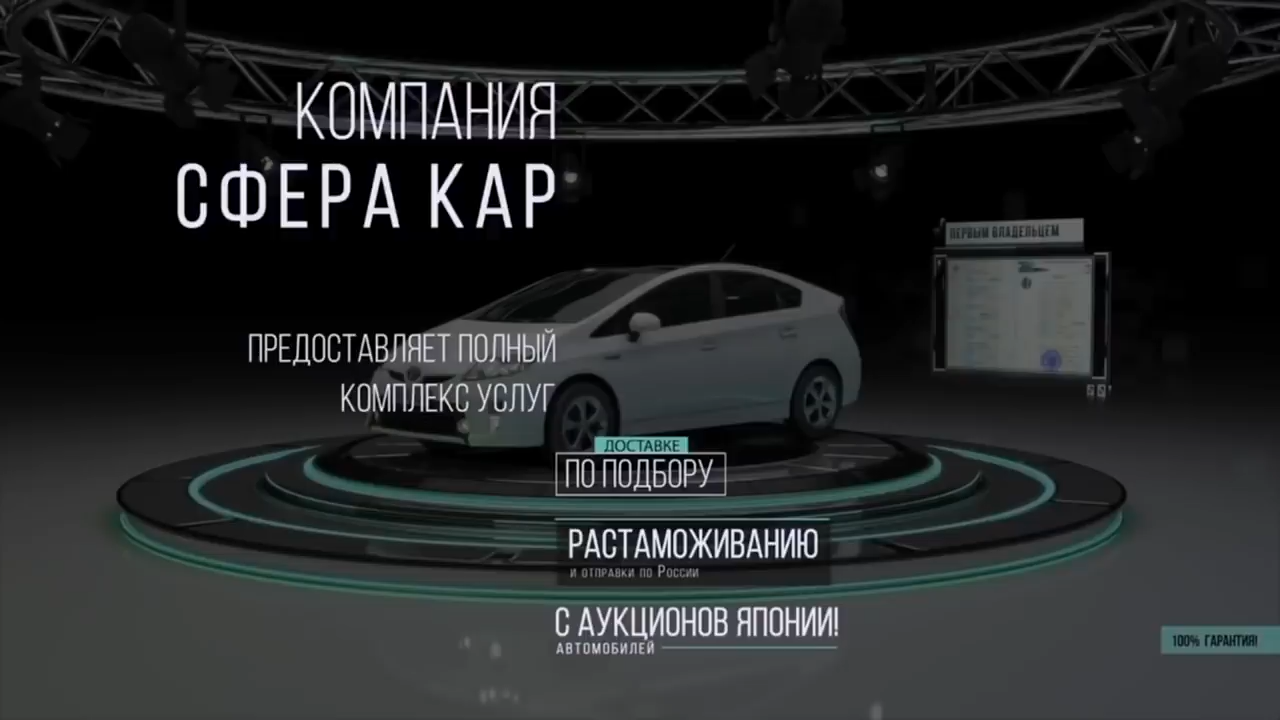 КОМПАНИЯ
СФЕРА КАР
ПЕРВЫМ ВЛАДЕЛЬЦЕМ
ПРЕДОСТАВЛЯЕТ ПОЛНЫЙ
КОМПЛЕКС УСЛУГ
ДОСТАВКЕ
ПО ПОДБОРУ
РАСТАМОЖИВАНИЮ
И ОТПРАВКИ ПО РОССИИ
С АУКЦИОНОВ ЯПОНИИ!
АВТОМОБИЛЕЙ
100% ГАРАНТИЯ!